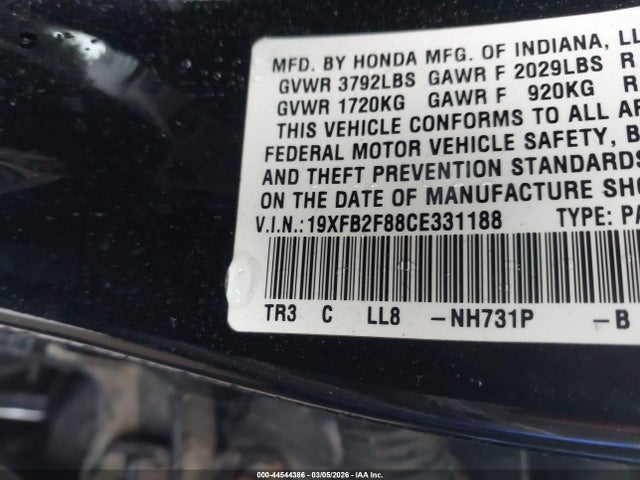 MFD. BY HONDA MFG. OF INDIANA, LL
GVWR 3792LBS GAWR F 2029LBS R
GVWR 1720KG GAWR F 920KG R
THIS VEHICLE CONFORMS TO ALL AP
FEDERAL MOTOR VEHICLE SAFETY, B
AND THEFT PREVENTION STANDARDS
ON THE DATE OF MANUFACTURE SHO
V.I.N.:19XFB2F88CE331188 TYPE: PA
TR3 C LL8 -NH731P -B
000-44544386 - 03/05/2026 - IAA Inc.